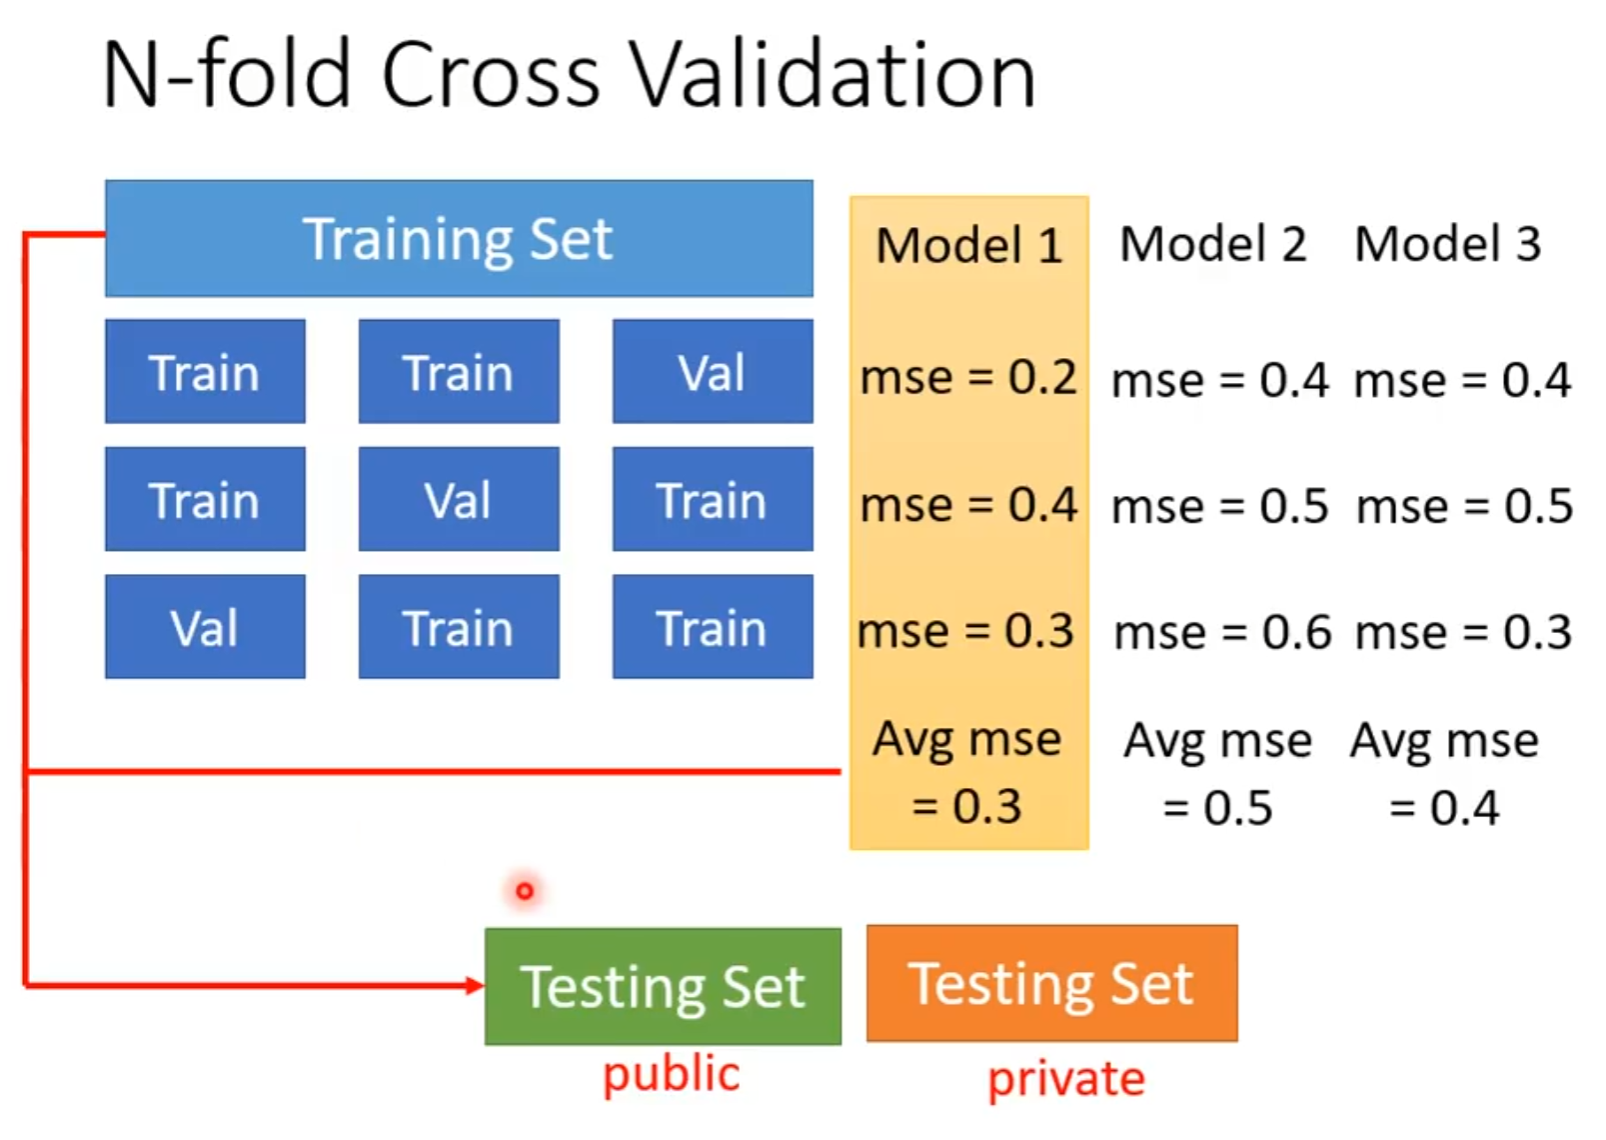 N-fold Cross Validation
Training Set
Model 1 Model 2 Model 3
Train Train Val mse = 0.2 mse = 0.4 mse = 0.4
Train Val Train mse = 0.4 mse = 0.5 mse = 0.5
Val Train Train mse = 0.3 mse = 0.6 mse = 0.3
Avg mse Avg mse Avg mse
= 0.3 = 0.5 = 0.4
Testing Set Testing Set
public private